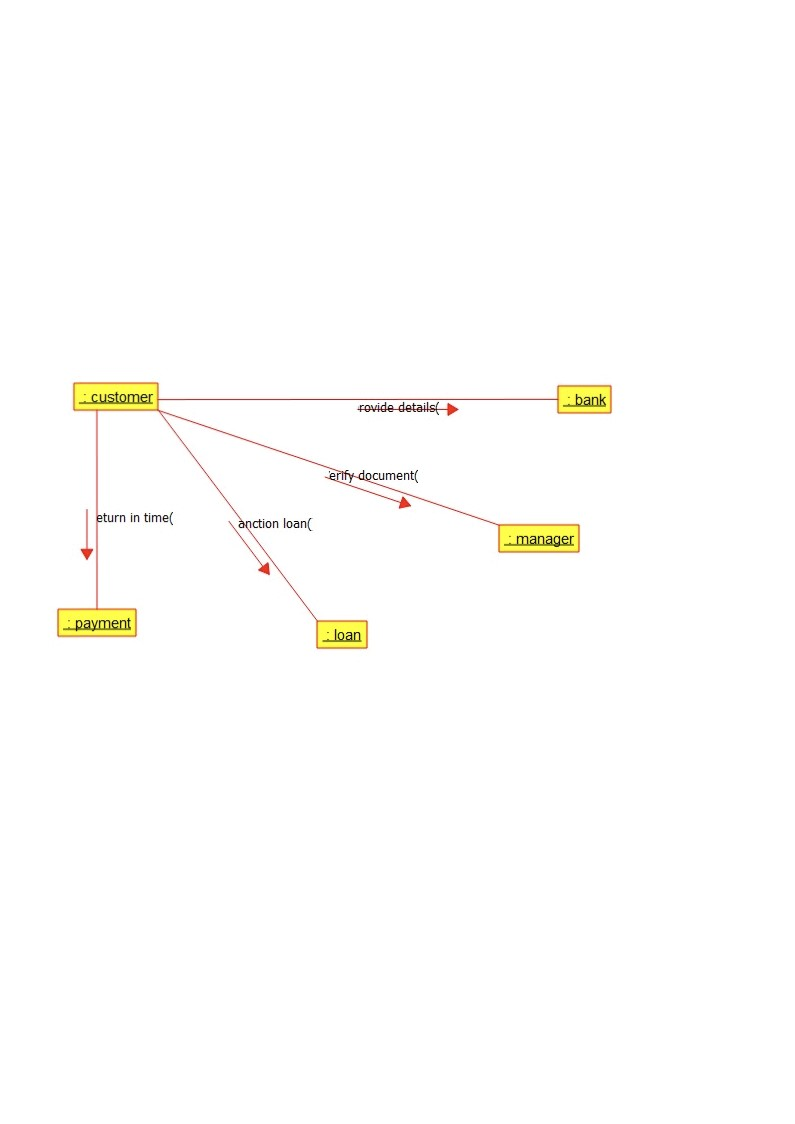 : customer
: bank
rovide details(
erify document(
anction loan(
eturn in time(
: manager
: payment
: loan